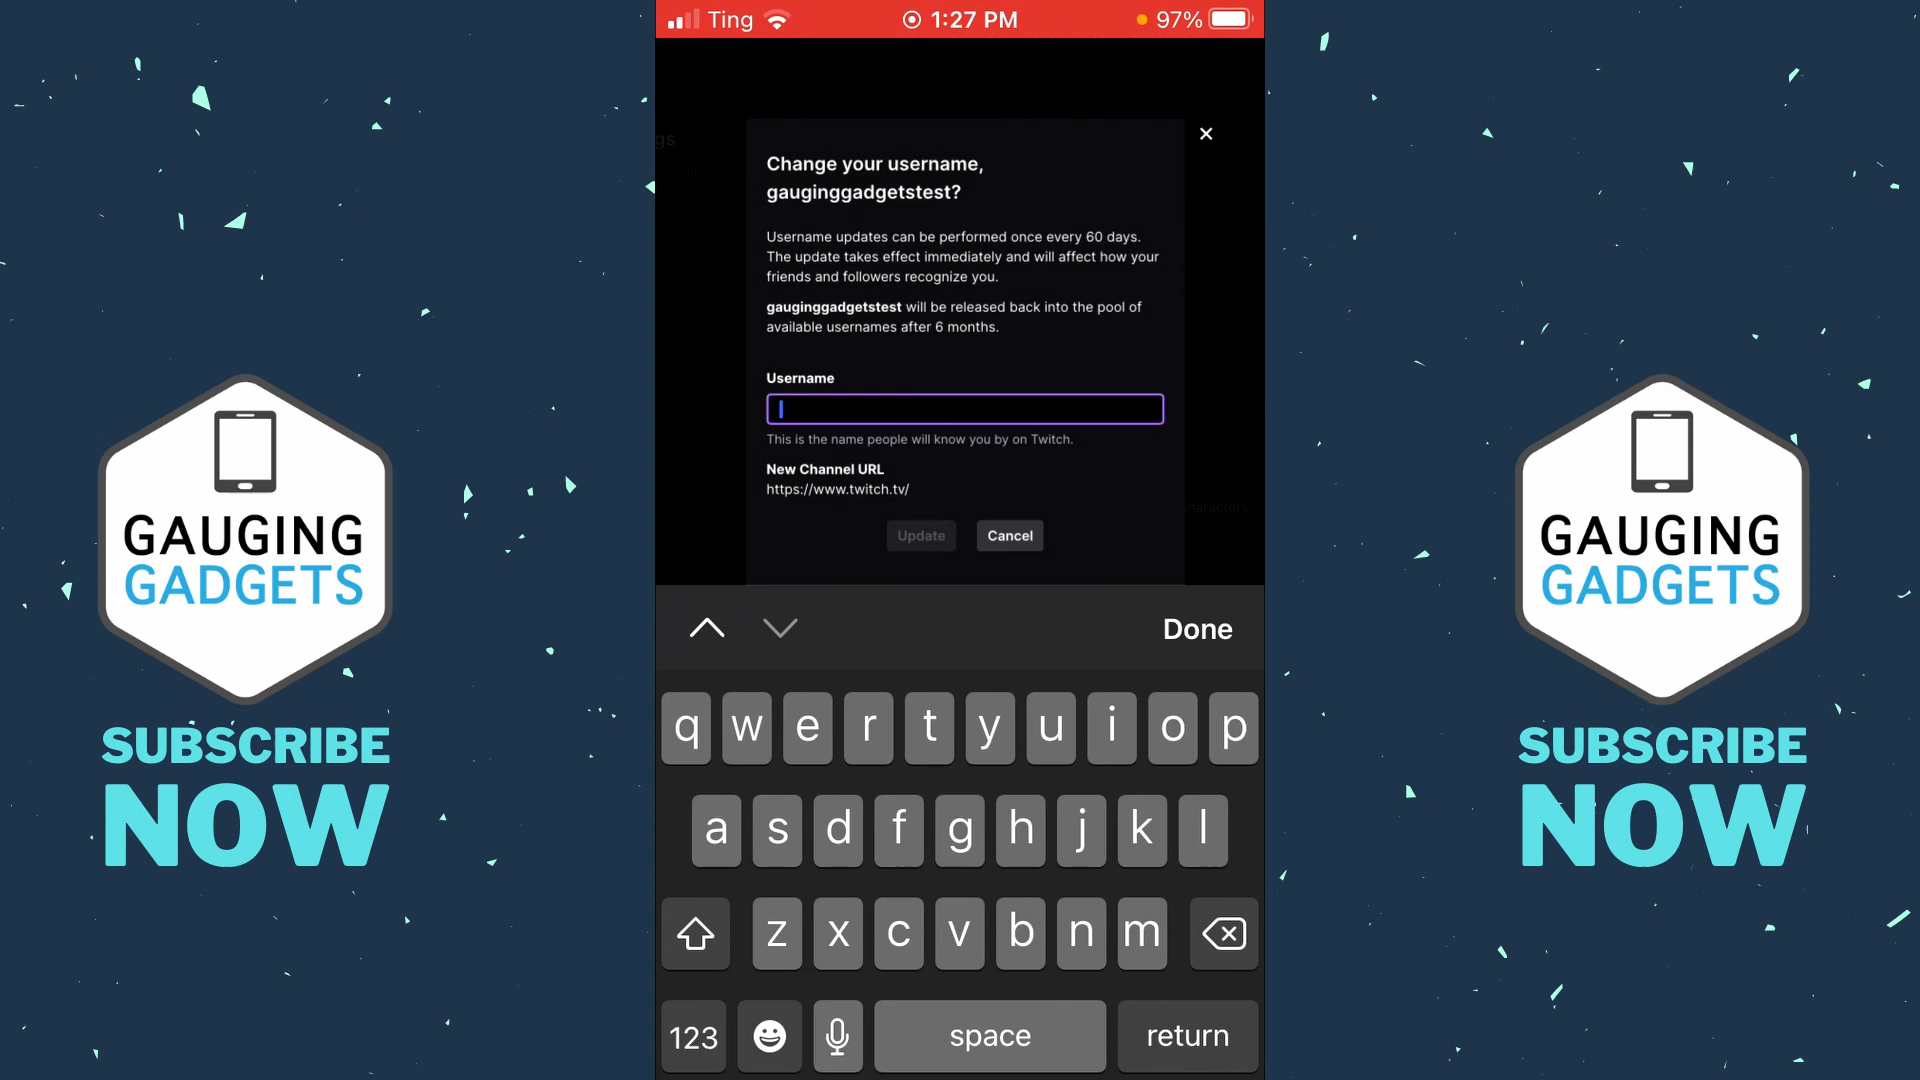 Ting
1:27 PM
97%
gs
Change your username,
gauginggadgetstest?
Username updates can be performed once every 60 days.
The update takes effect immediately and will affect how your
friends and followers recognize you.
gauginggadgetstest will be released back into the pool of
available usernames after 6 months.
Username
This is the name people will know you by on Twitch.
New Channel URL
https://www.twitch.tv/
Update
Cancel
Done
q w e r t y u i o p
a s d f g h j k l
z x c v b n m
123
space
return
GAUGING
GADGETS
SUBSCRIBE
NOW
GAUGING
GADGETS
SUBSCRIBE
NOW